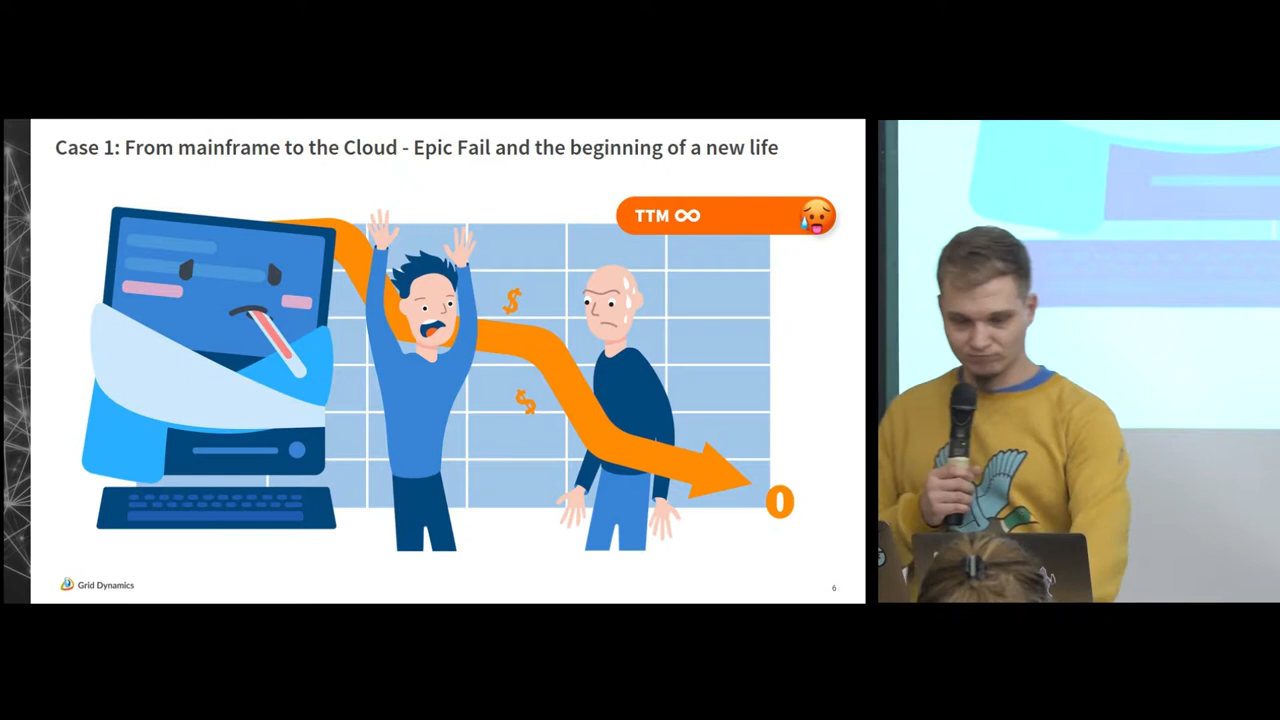 Case 1: From mainframe to the Cloud - Epic Fail and the beginning of a new life
TTM ∞
$
$
0
Grid Dynamics
6